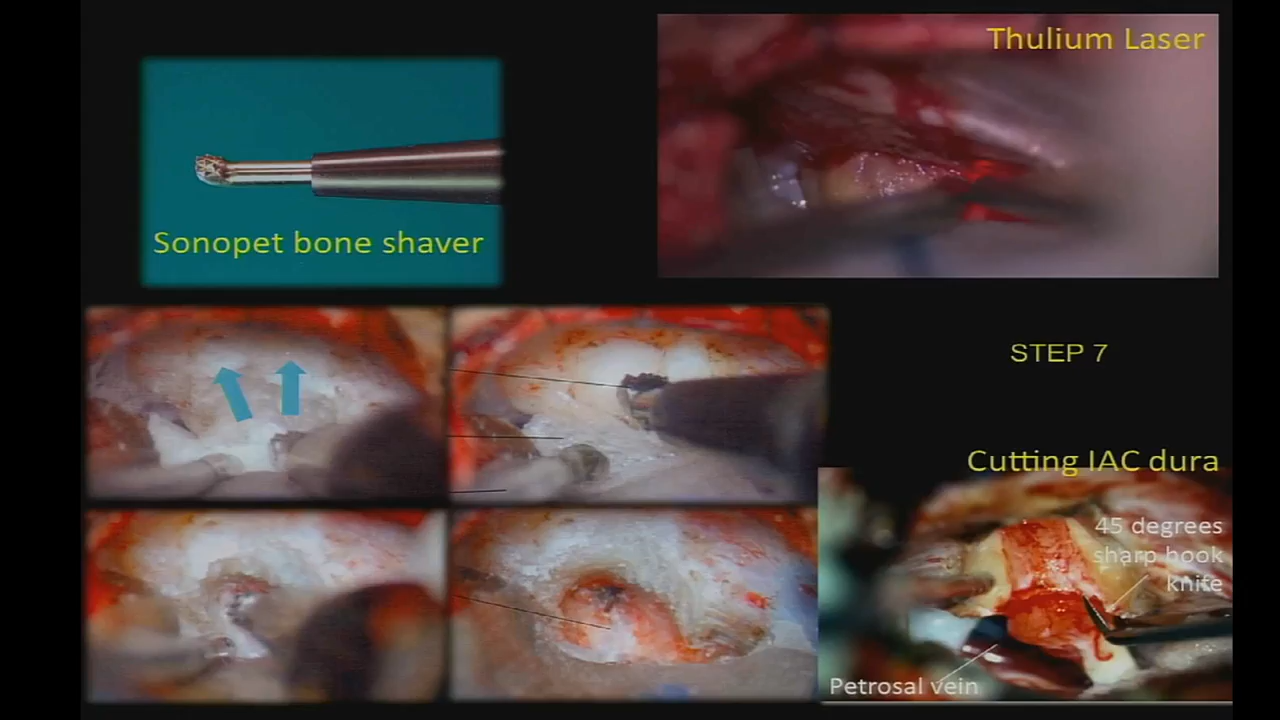 Thulium Laser
Sonopet bone shaver
STEP 7
Cutting IAC dura
45 degrees
sharp hook
knife
Petrosal vein